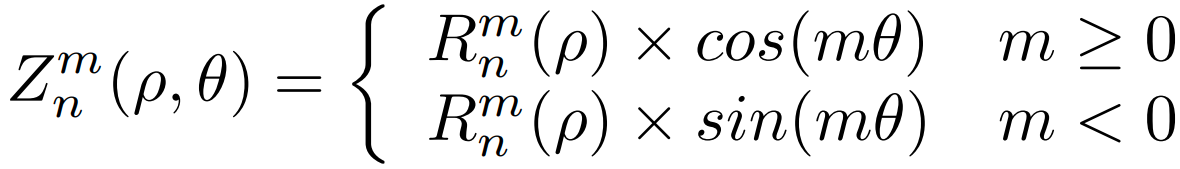 Z_n^m(ρ, θ) = { R_n^m(ρ) × cos(mθ) m ≥ 0
R_n^m(ρ) × sin(mθ) m < 0